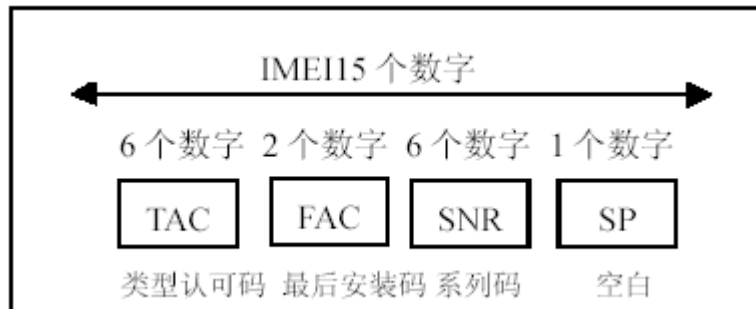 IMEI15 个数字
6 个数字 2 个数字 6 个数字 1 个数字
TAC FAC SNR SP
类型认可码 最后安装码 系列码 空白